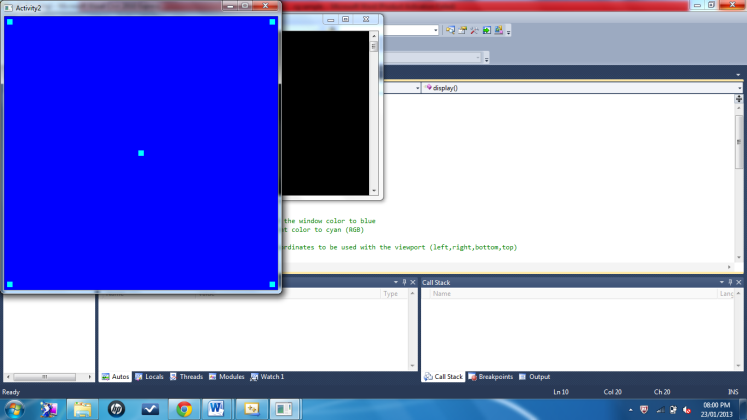 Activity2
display()
the window color to blue
color to cyan (RGB)
ordinates to be used with the viewport (left,right,bottom,top)
Type
Call Stack
Name
Lang
Autos
Locals
Threads
Modules
Watch 1
Call Stack
Breakpoints
Output
Ready
Ln 10
Col 20
Ch 20
INS
08:00 PM
23/01/2013